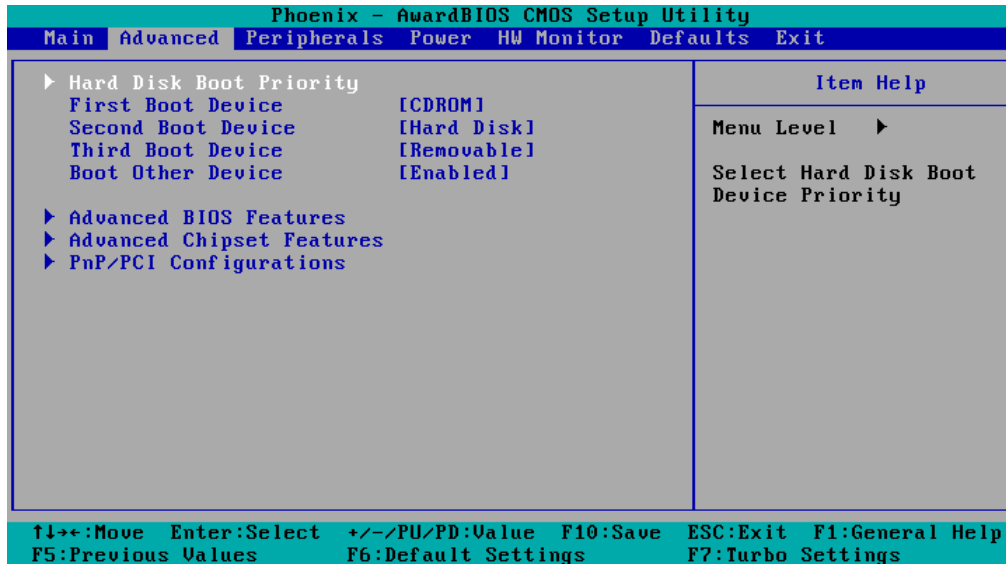 Phoenix - AwardBIOS CMOS Setup Utility
Main Advanced Peripherals Power HW Monitor Defaults Exit
▶ Hard Disk Boot Priority
First Boot Device [CDROM]
Second Boot Device [Hard Disk]
Third Boot Device [Removable]
Boot Other Device [Enabled]
▶ Advanced BIOS Features
▶ Advanced Chipset Features
▶ PnP/PCI Configurations
Item Help
Menu Level ▶
Select Hard Disk Boot
Device Priority
↑↓→←:Move Enter:Select +/-/PU/PD:Value F10:Save ESC:Exit F1:General Help
F5:Previous Values F6:Default Settings F7:Turbo Settings